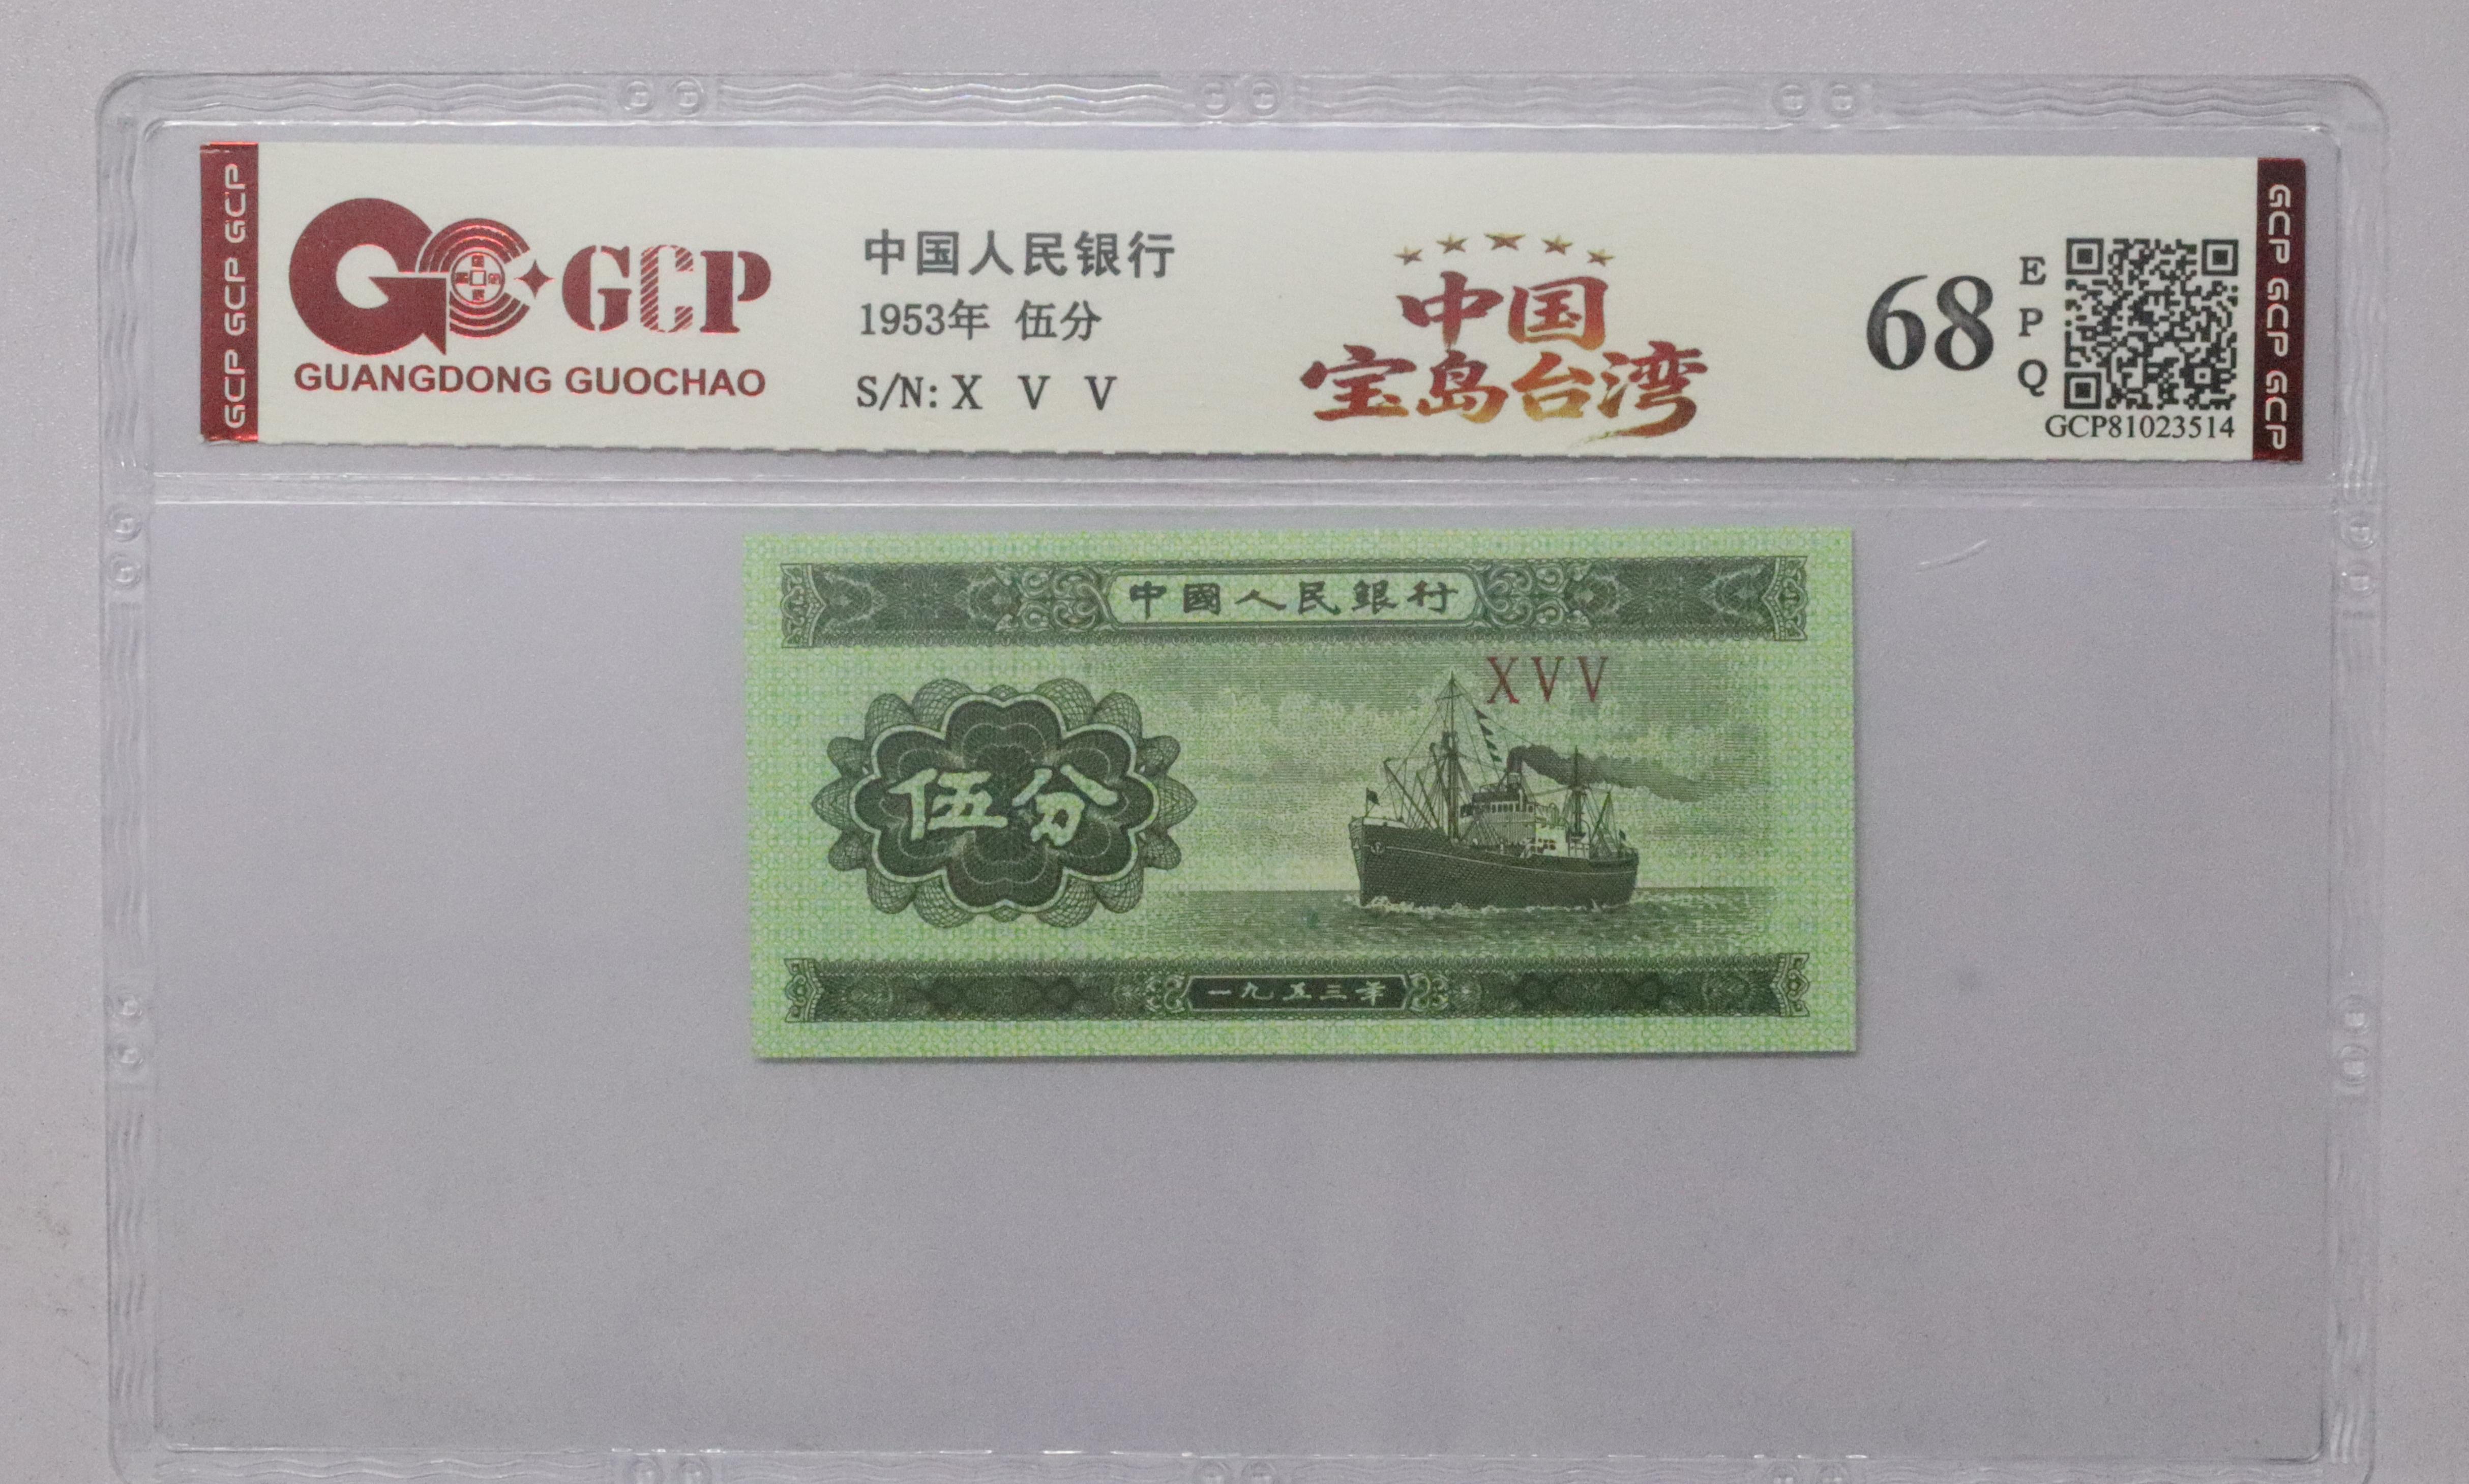 GCP GCP GCP
GCP
GUANGDONG GUOCHAO
中国人民银行
1953年 伍分
S/N: X V V
中国
宝岛台湾
68
E
P
Q
GCP81023514
GCP GCP GCP
中國人民銀行
XVV
伍分
一九五三年